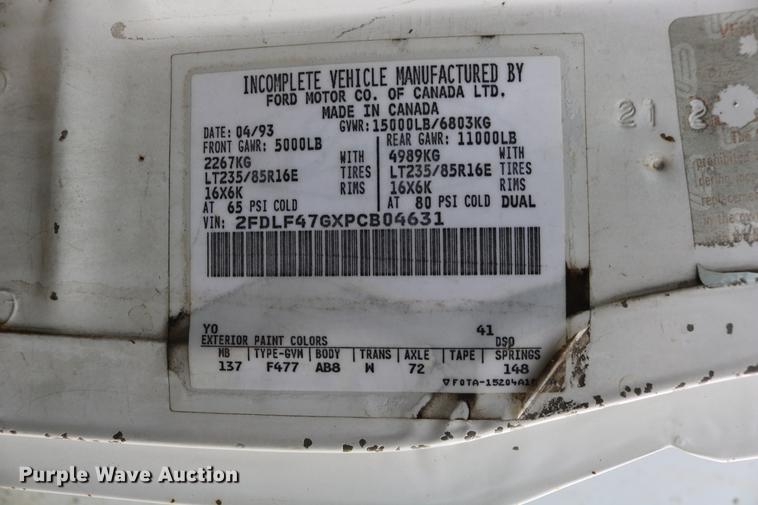 INCOMPLETE VEHICLE MANUFACTURED BY
FORD MOTOR CO. OF CANADA LTD.
MADE IN CANADA
DATE: 04/93 GVWR: 15000LB/6803KG
FRONT GAWR: 5000LB REAR GAWR: 11000LB
2267KG WITH 4989KG WITH
LT235/85R16E TIRES LT235/85R16E TIRES
16X6K RIMS 16X6K RIMS
AT 65 PSI COLD AT 80 PSI COLD DUAL
VIN: 2FDLF47GXPCB04631
YO 41
EXTERIOR PAINT COLORS DSO
WB TYPE-GVW BODY TRANS AXLE TAPE SPRINGS
137 F477 AB8 W 72 148
21 2
Purple Wave Auction